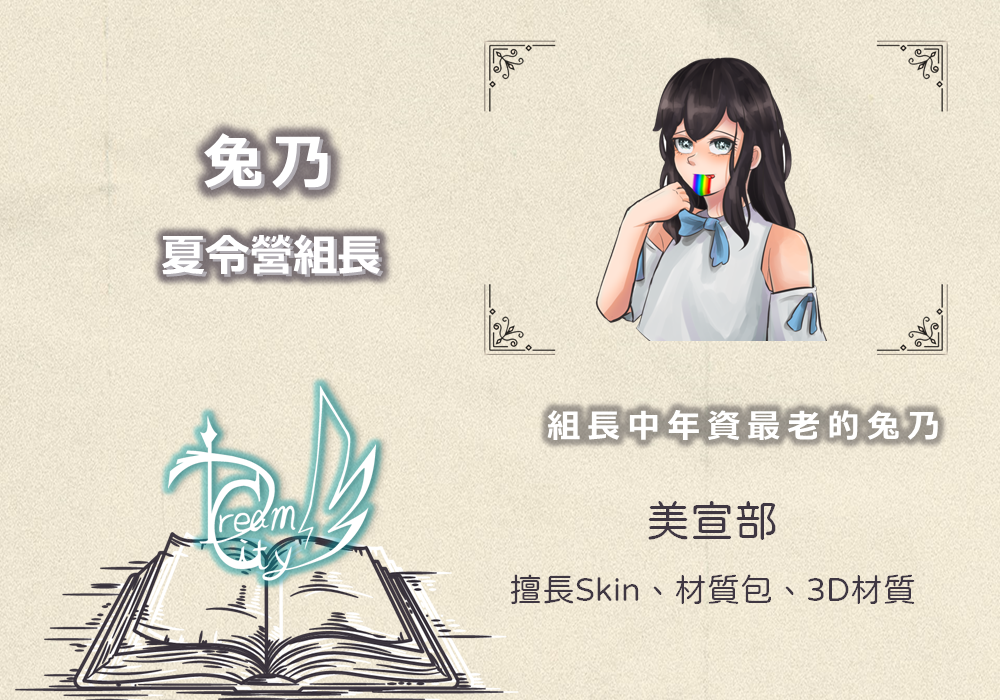 兔乃
夏令營組長
組長中年資最老的兔乃
美宣部
擅長Skin、材質包、3D材質
Dream
City